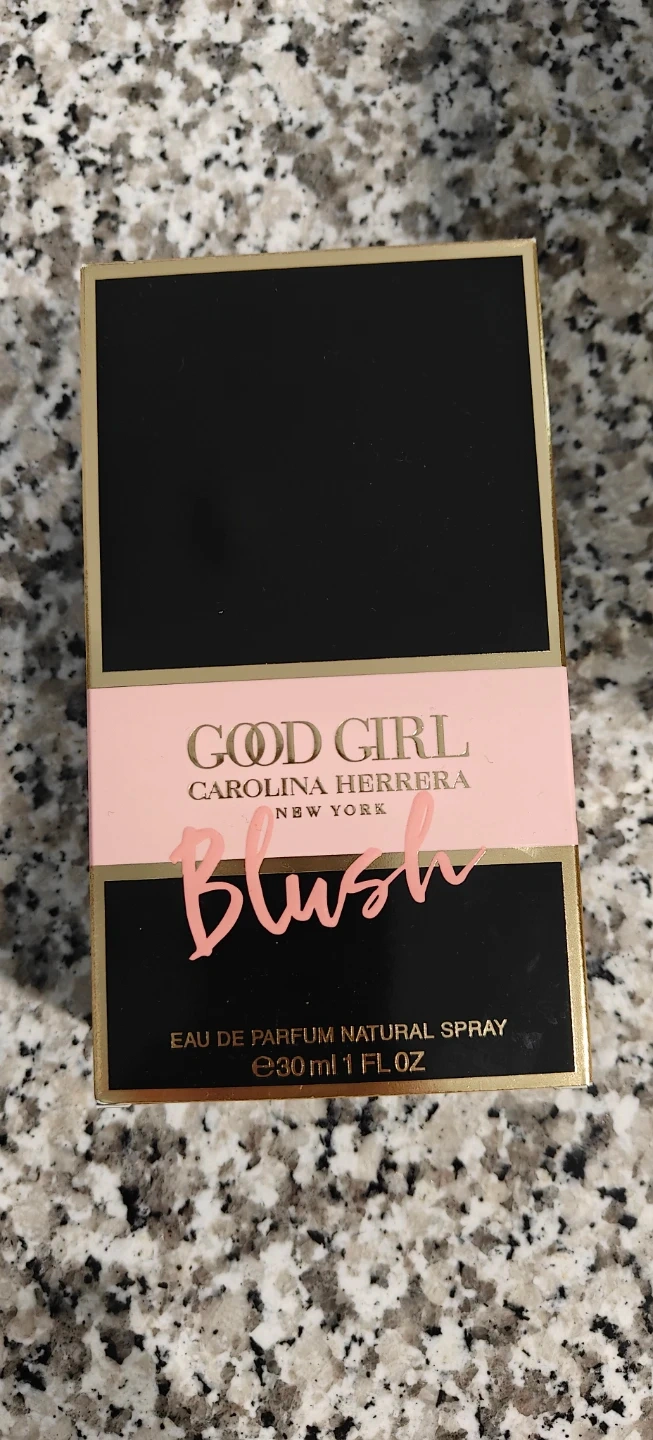 GOOD GIRL
CAROLINA HERRERA
NEW YORK
Blush
EAU DE PARFUM NATURAL SPRAY
℮30 ml 1 FL OZ